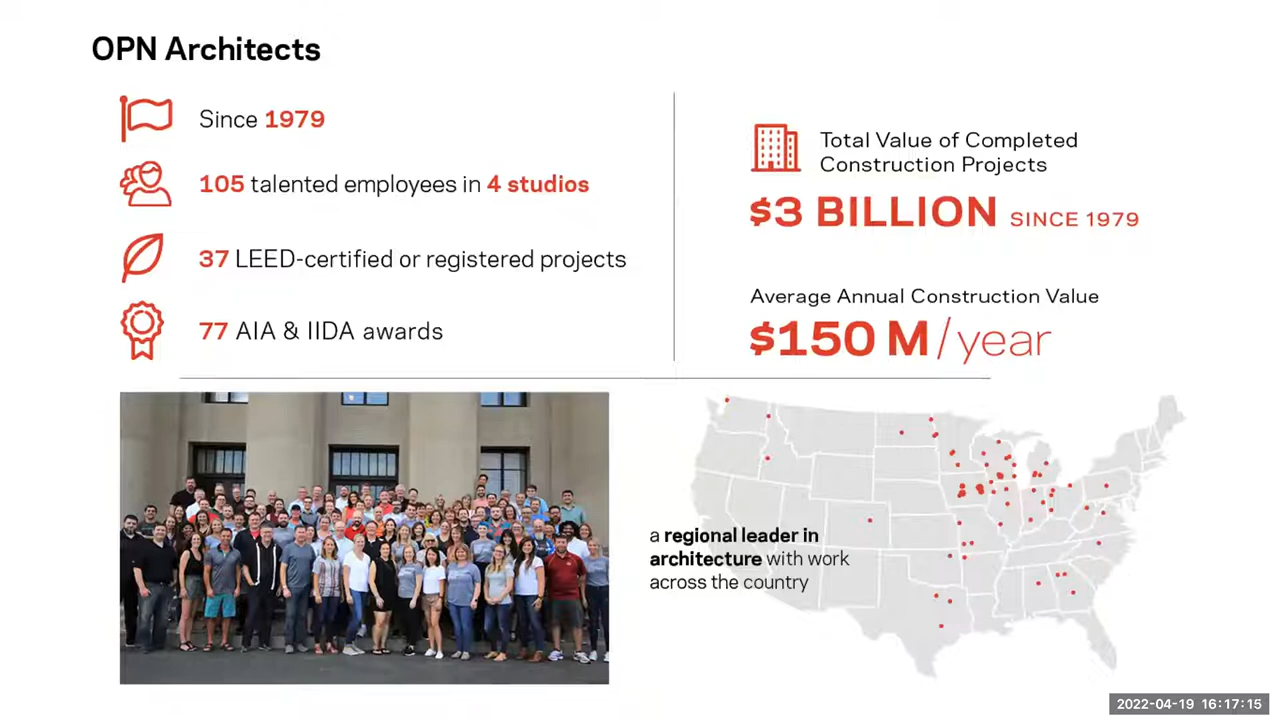 OPN Architects
Since 1979
105 talented employees in 4 studios
37 LEED-certified or registered projects
77 AIA & IIDA awards
Total Value of Completed
Construction Projects
$3 BILLION SINCE 1979
Average Annual Construction Value
$150 M/year
a regional leader in
architecture with work
across the country
2022-04-19 16:17:15